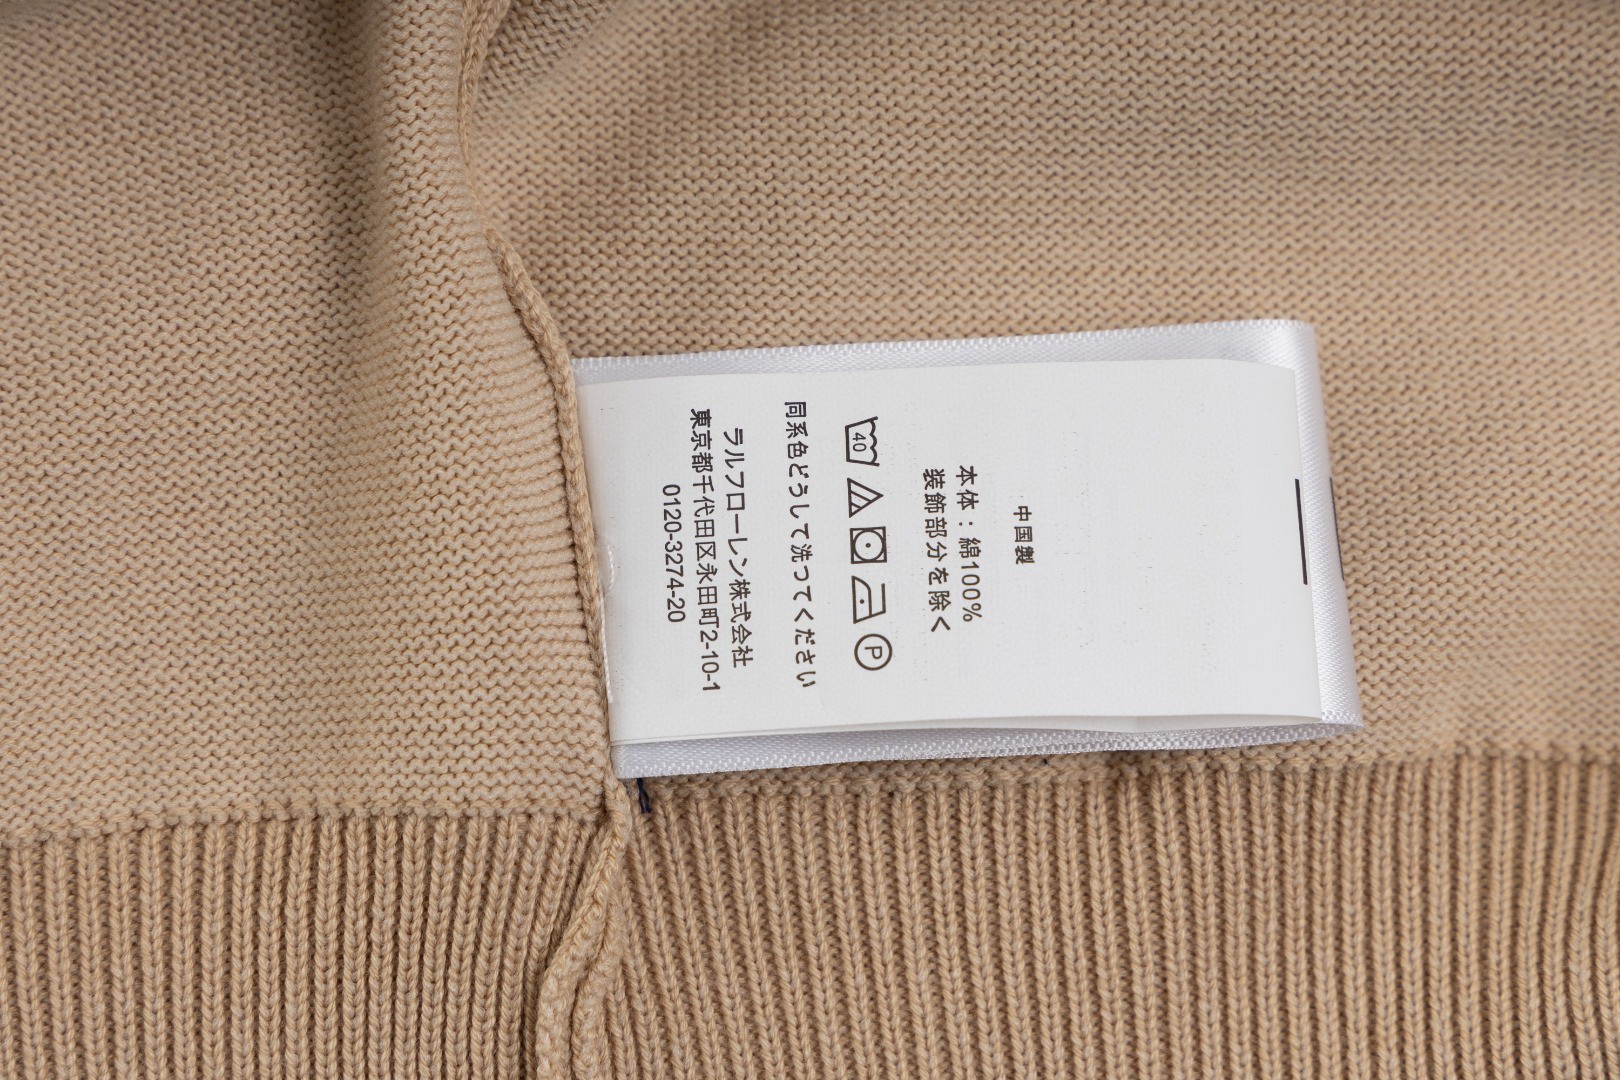 中国製
本体：綿100%
装飾部分を除く
40
P
同系色どうして洗つてください
ラルフローレン株式会社
東京都千代田区永田町2-10-1
0120-3274-20